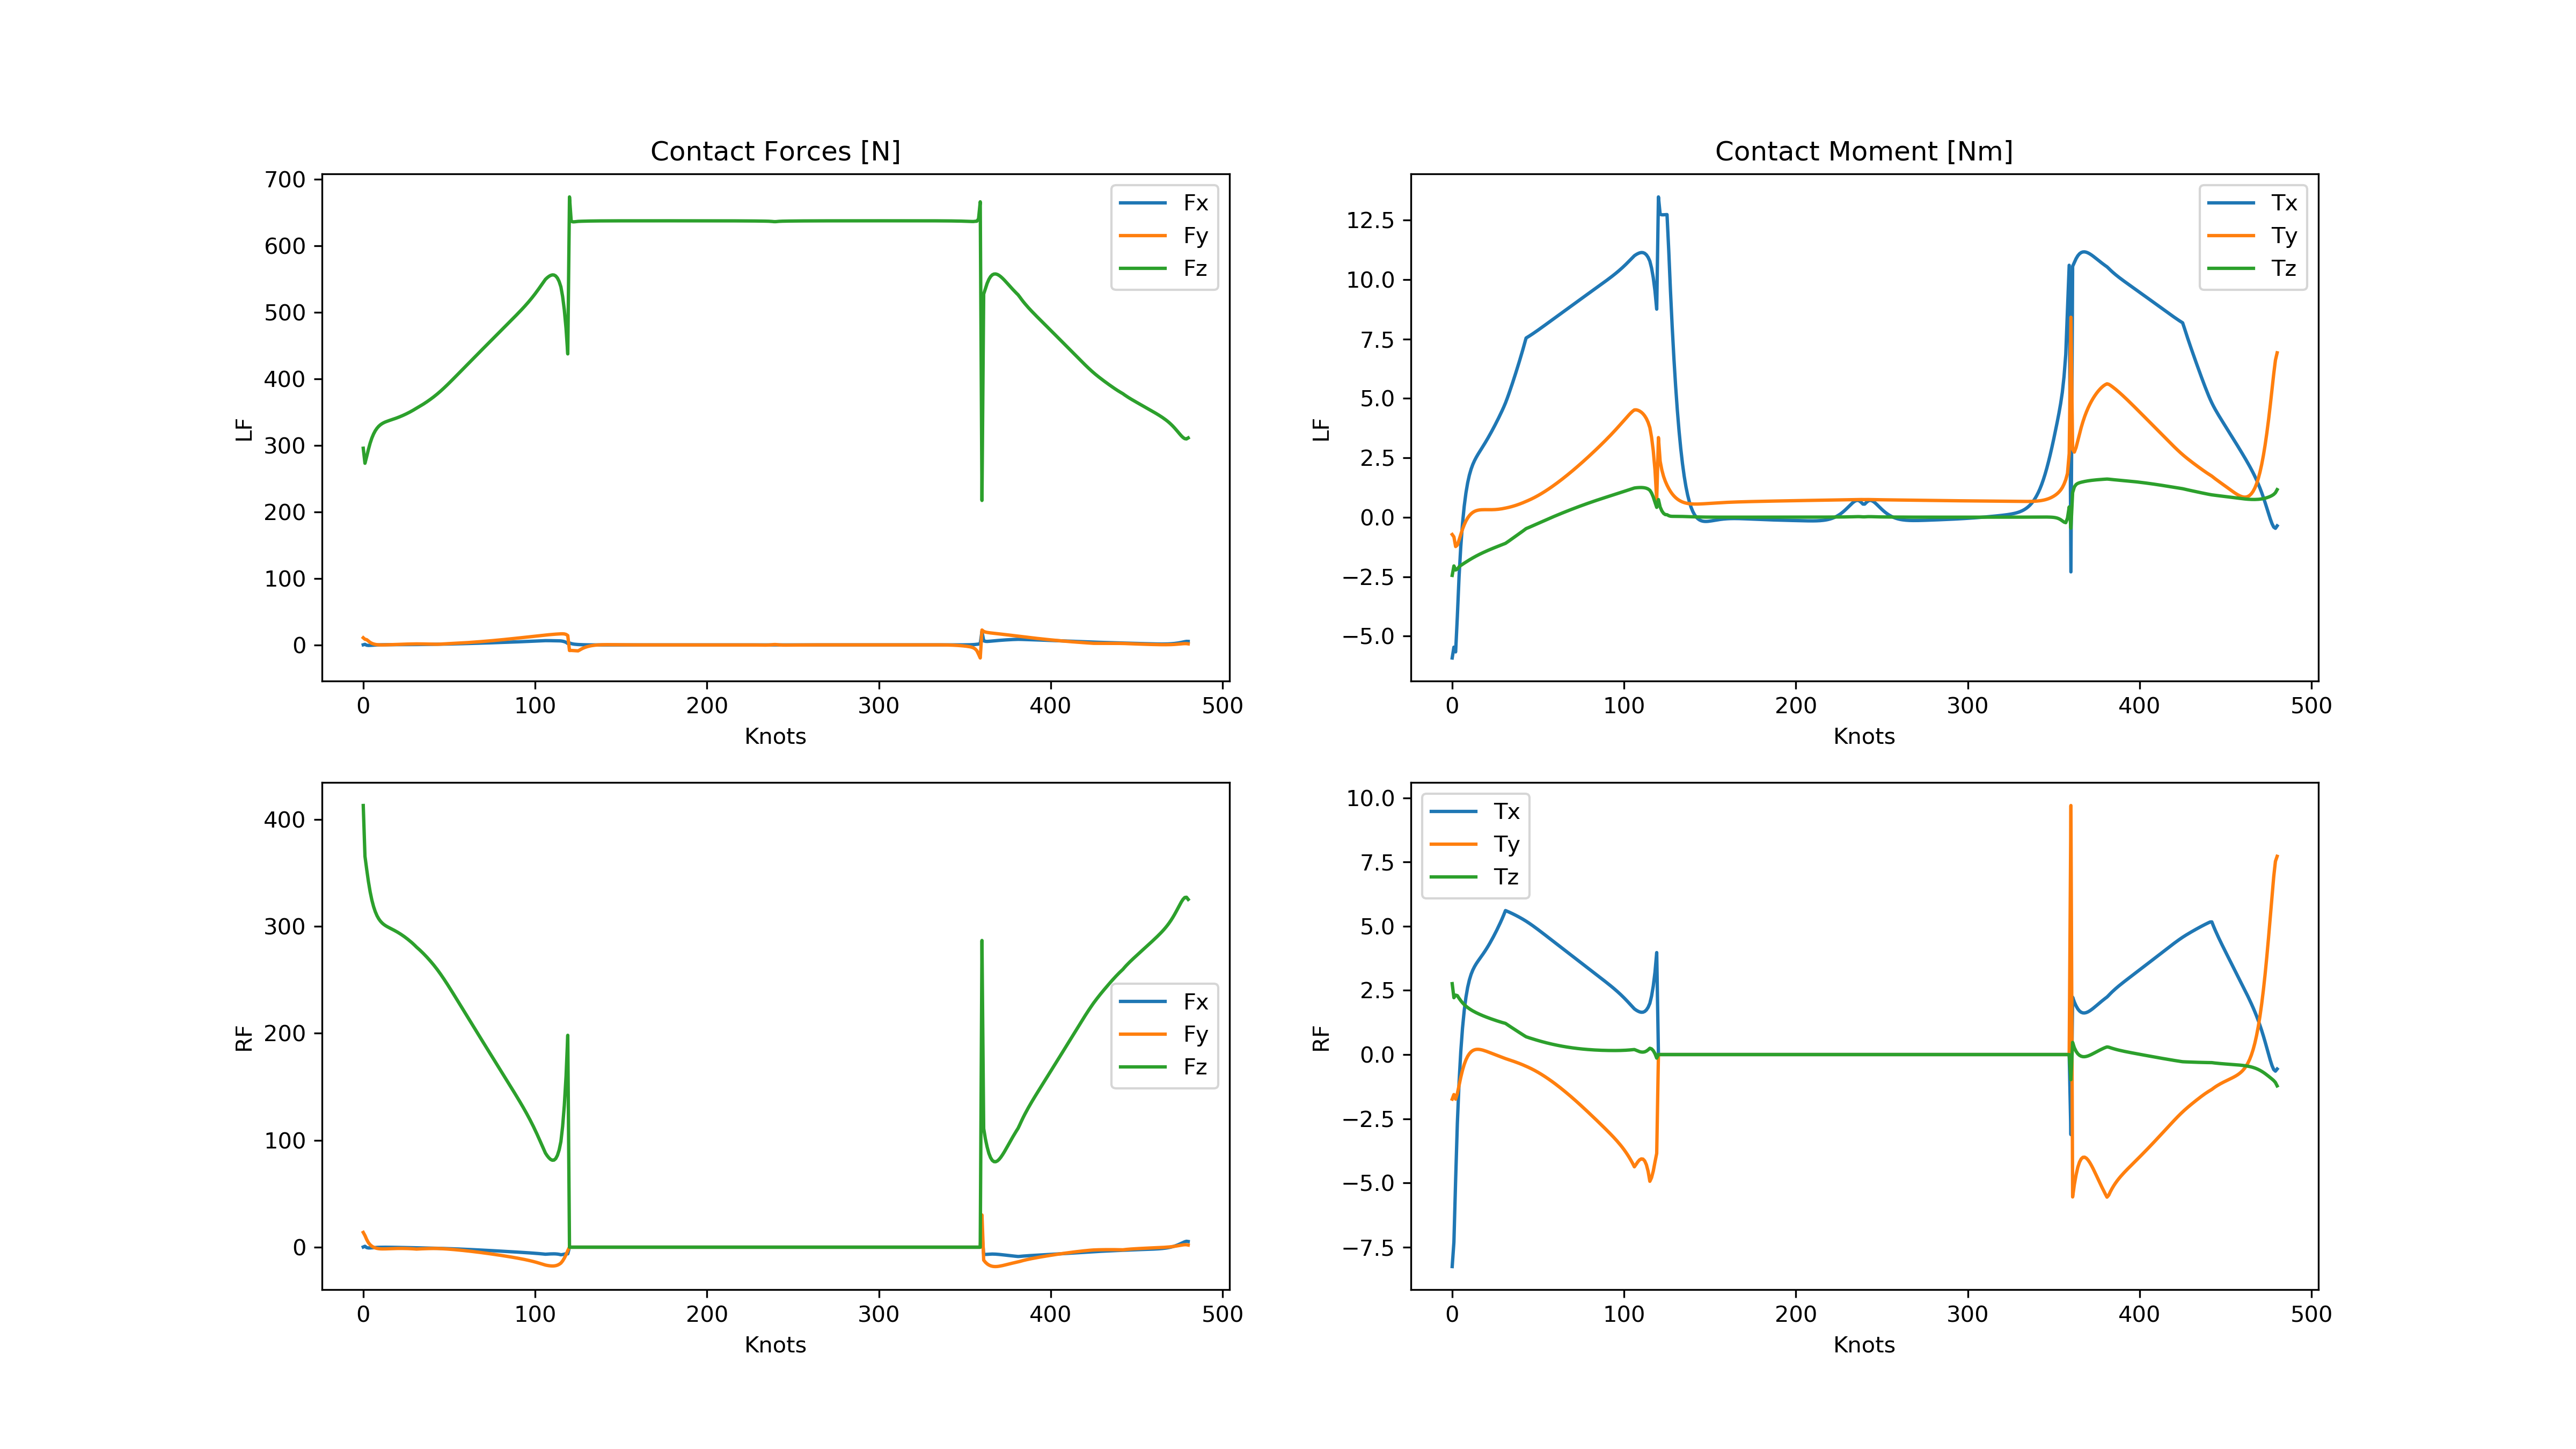 Contact Forces [N]
700
600
500
400
300
200
100
0
LF
Fx
Fy
Fz
0 100 200 300 400 500
Knots
Contact Moment [Nm]
12.5
10.0
7.5
5.0
2.5
0.0
−2.5
−5.0
LF
Tx
Ty
Tz
0 100 200 300 400 500
Knots
400
300
200
100
0
RF
Fx
Fy
Fz
0 100 200 300 400 500
Knots
10.0
7.5
5.0
2.5
0.0
−2.5
−5.0
−7.5
RF
Tx
Ty
Tz
0 100 200 300 400 500
Knots